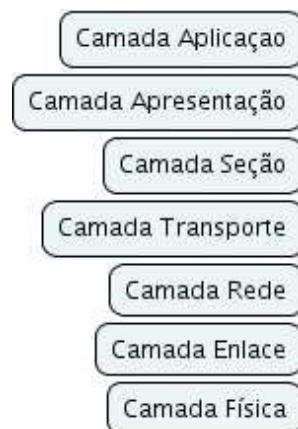 Camada Aplicaçao
Camada Apresentação
Camada Seção
Camada Transporte
Camada Rede
Camada Enlace
Camada Física